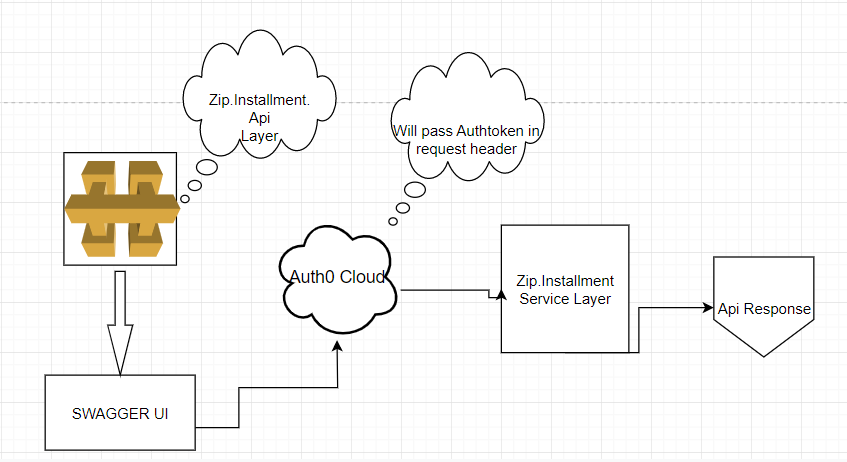 Zip.Installment.
Api
Layer
Will pass Authtoken in
request header
Auth0 Cloud
Zip.Installment
Service Layer
Api Response
SWAGGER UI